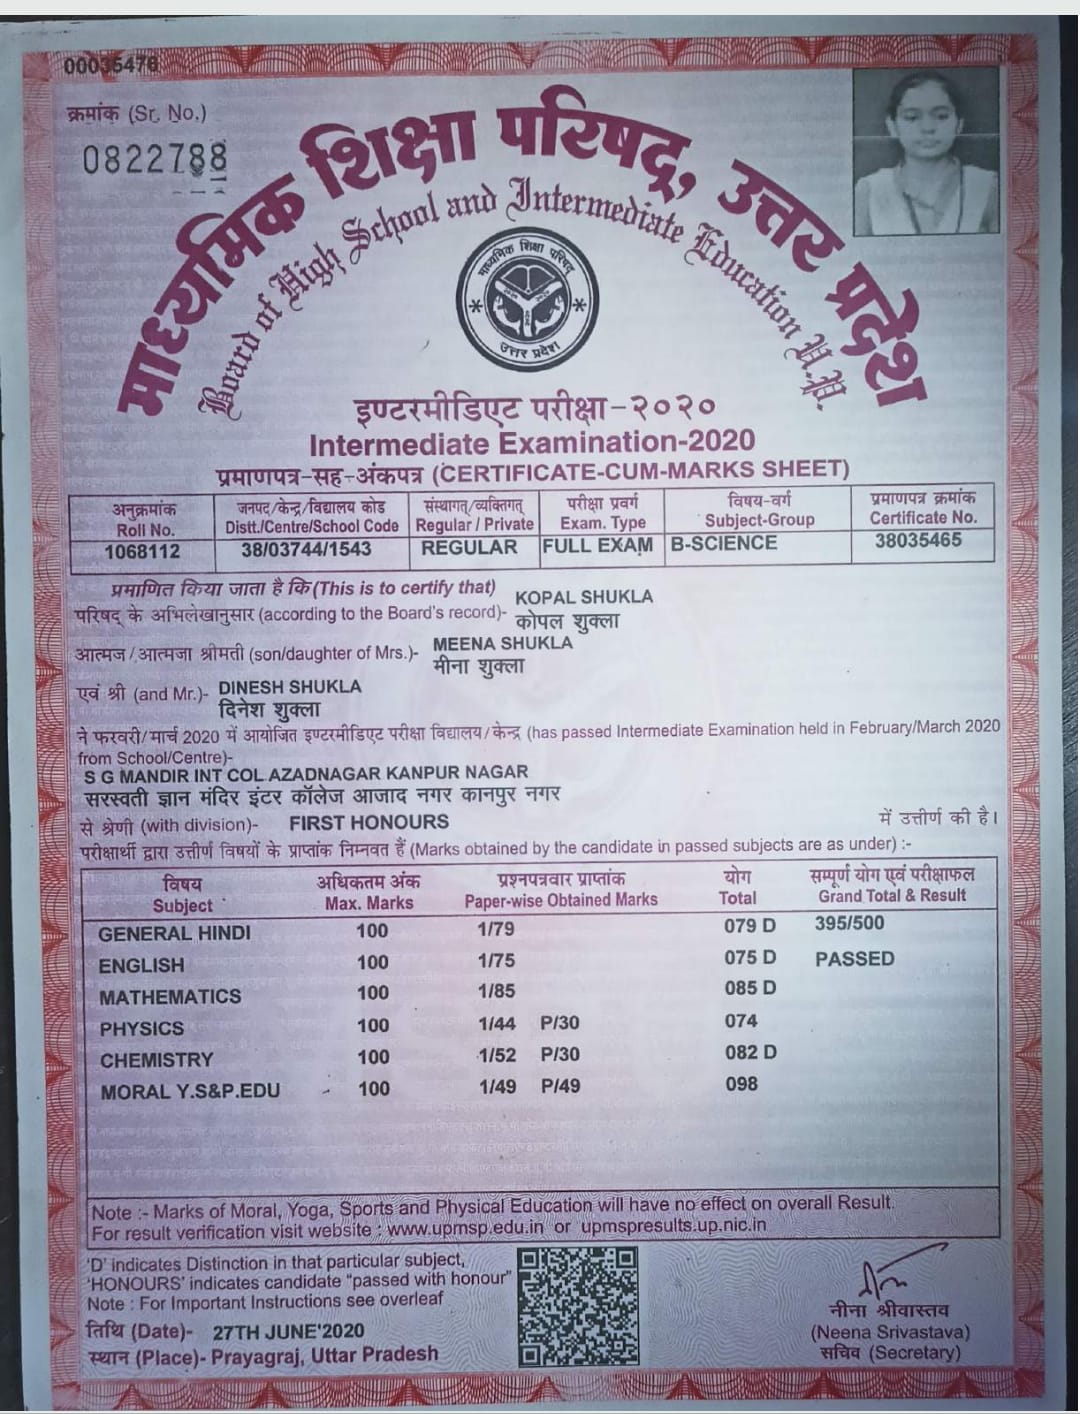 00035476
क्रमांक (Sr. No.)
0822788
माध्यमिक शिक्षा परिषद्, उत्तर प्रदेश
Board of High School and Intermediate Education U.P.
माध्यमिक शिक्षा परिषद्
उत्तर प्रदेश
इण्टरमीडिएट परीक्षा-२०२०
Intermediate Examination-2020
प्रमाणपत्र-सह-अंकपत्र (CERTIFICATE-CUM-MARKS SHEET)
अनुक्रमांक जनपद/केन्द्र/विद्यालय कोड संस्थागत्/व्यक्तिगत् परीक्षा प्रवर्ग विषय-वर्ग प्रमाणपत्र क्रमांक
Roll No. Distt./Centre/School Code Regular / Private Exam. Type Subject-Group Certificate No.
1068112 38/03744/1543 REGULAR FULL EXAM B-SCIENCE 38035465
प्रमाणित किया जाता है कि (This is to certify that) KOPAL SHUKLA
परिषद् के अभिलेखानुसार (according to the Board's record)- कोपल शुक्ला
आत्मज/आत्मजा श्रीमती (son/daughter of Mrs.)- MEENA SHUKLA
मीना शुक्ला
एवं श्री (and Mr.)- DINESH SHUKLA
दिनेश शुक्ला
ने फरवरी/मार्च 2020 में आयोजित इण्टरमीडिएट परीक्षा विद्यालय/केन्द्र (has passed Intermediate Examination held in February/March 2020
from School/Centre)-
S G MANDIR INT COL AZADNAGAR KANPUR NAGAR
सरस्वती ज्ञान मंदिर इंटर कॉलेज आजाद नगर कानपुर नगर
से श्रेणी (with division)- FIRST HONOURS में उत्तीर्ण की है।
परीक्षार्थी द्वारा उत्तीर्ण विषयों के प्राप्तांक निम्नवत हैं (Marks obtained by the candidate in passed subjects are as under) :-
विषय अधिकतम अंक प्रश्नपत्रवार प्राप्तांक योग सम्पूर्ण योग एवं परीक्षाफल
Subject Max. Marks Paper-wise Obtained Marks Total Grand Total & Result
GENERAL HINDI 100 1/79 079 D 395/500
ENGLISH 100 1/75 075 D PASSED
MATHEMATICS 100 1/85 085 D
PHYSICS 100 1/44 P/30 074
CHEMISTRY 100 1/52 P/30 082 D
MORAL Y.S&P.EDU 100 1/49 P/49 098
Note :- Marks of Moral, Yoga, Sports and Physical Education will have no effect on overall Result.
For result verification visit website : www.upmsp.edu.in or upmspresults.up.nic.in
'D' indicates Distinction in that particular subject,
'HONOURS' indicates candidate "passed with honour"
Note : For Important Instructions see overleaf
तिथि (Date)- 27TH JUNE'2020
स्थान (Place)- Prayagraj, Uttar Pradesh
नीना श्रीवास्तव
(Neena Srivastava)
सचिव (Secretary)